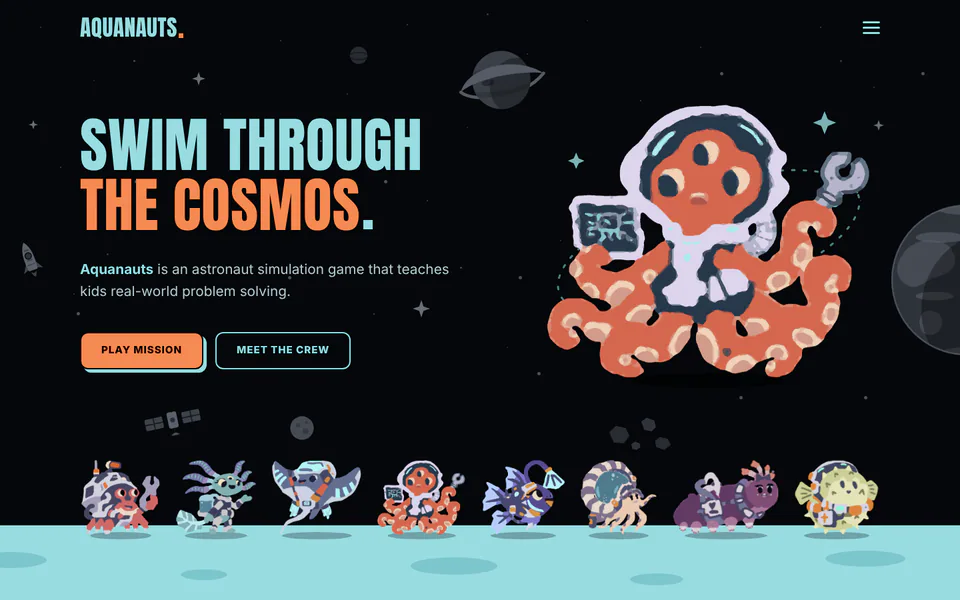 AQUANAUTS.
SWIM THROUGH
THE COSMOS.
Aquanauts is an astronaut simulation game that teaches
kids real-world problem solving.
PLAY MISSION
MEET THE CREW